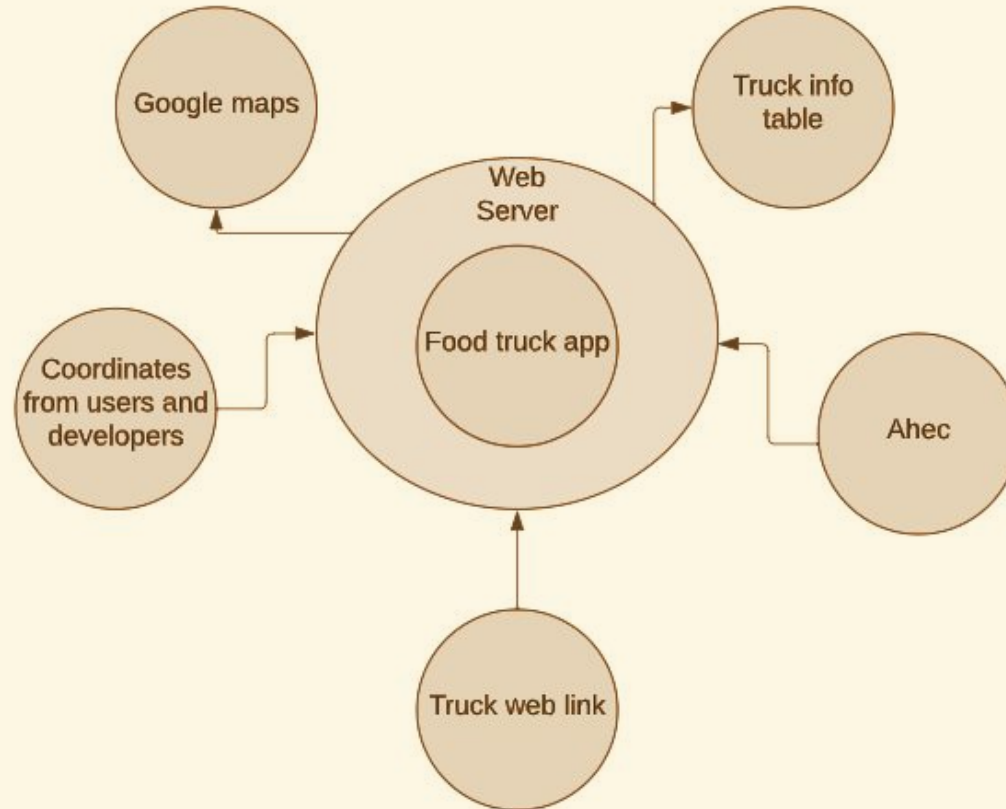 Google maps
Truck info
table
Web
Server
Food truck app
Coordinates
from users and
developers
Ahec
Truck web link